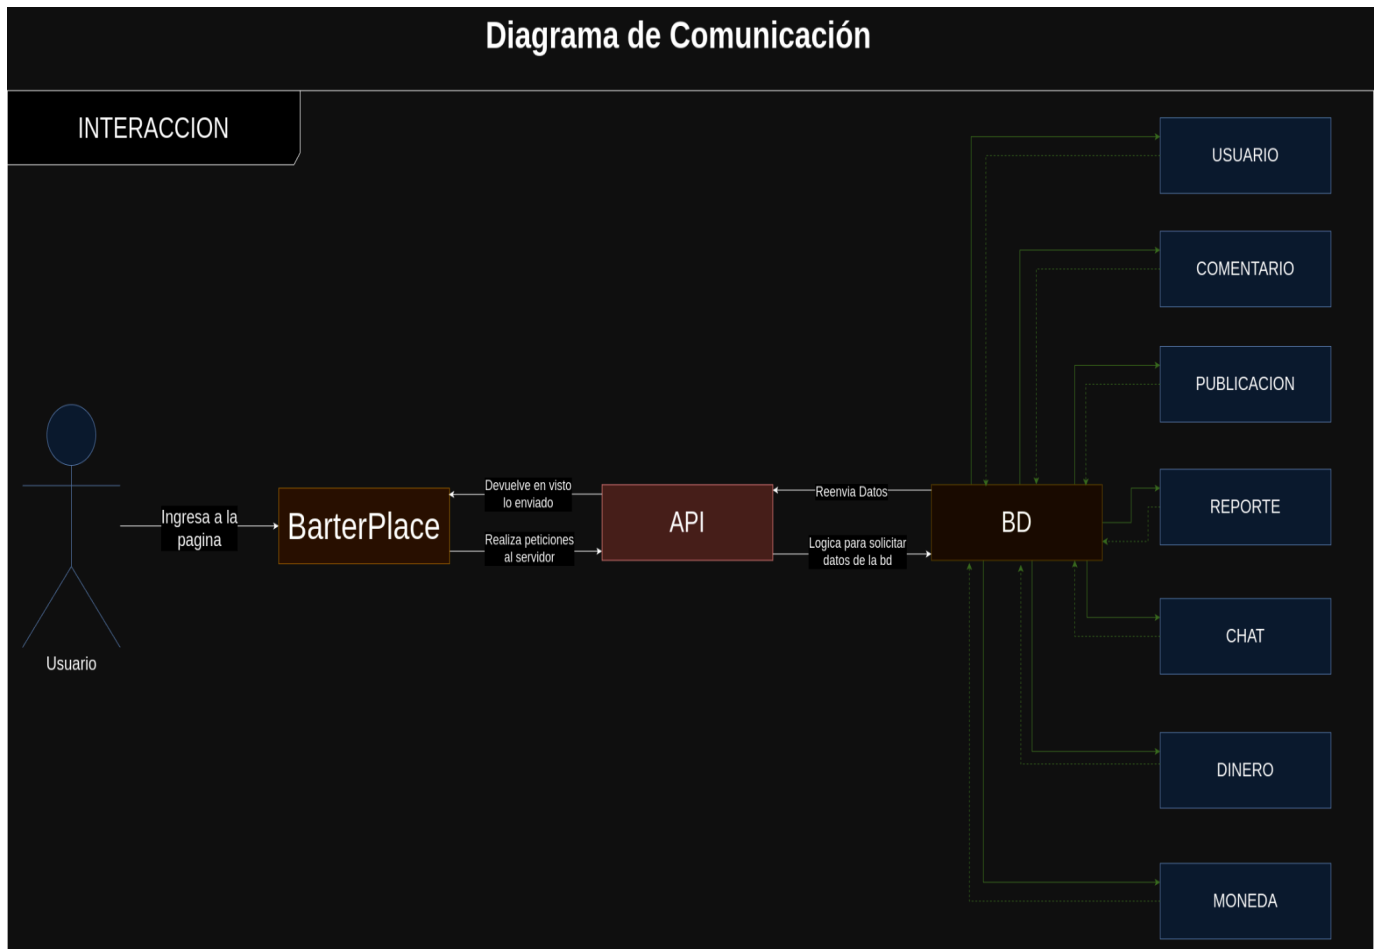 Diagrama de Comunicación
INTERACCION
USUARIO
COMENTARIO
PUBLICACION
REPORTE
CHAT
DINERO
MONEDA
Usuario
Ingresa a la
pagina
BarterPlace
Devuelve en visto
lo enviado
Realiza peticiones
al servidor
API
Reenvia Datos
Logica para solicitar
datos de la bd
BD